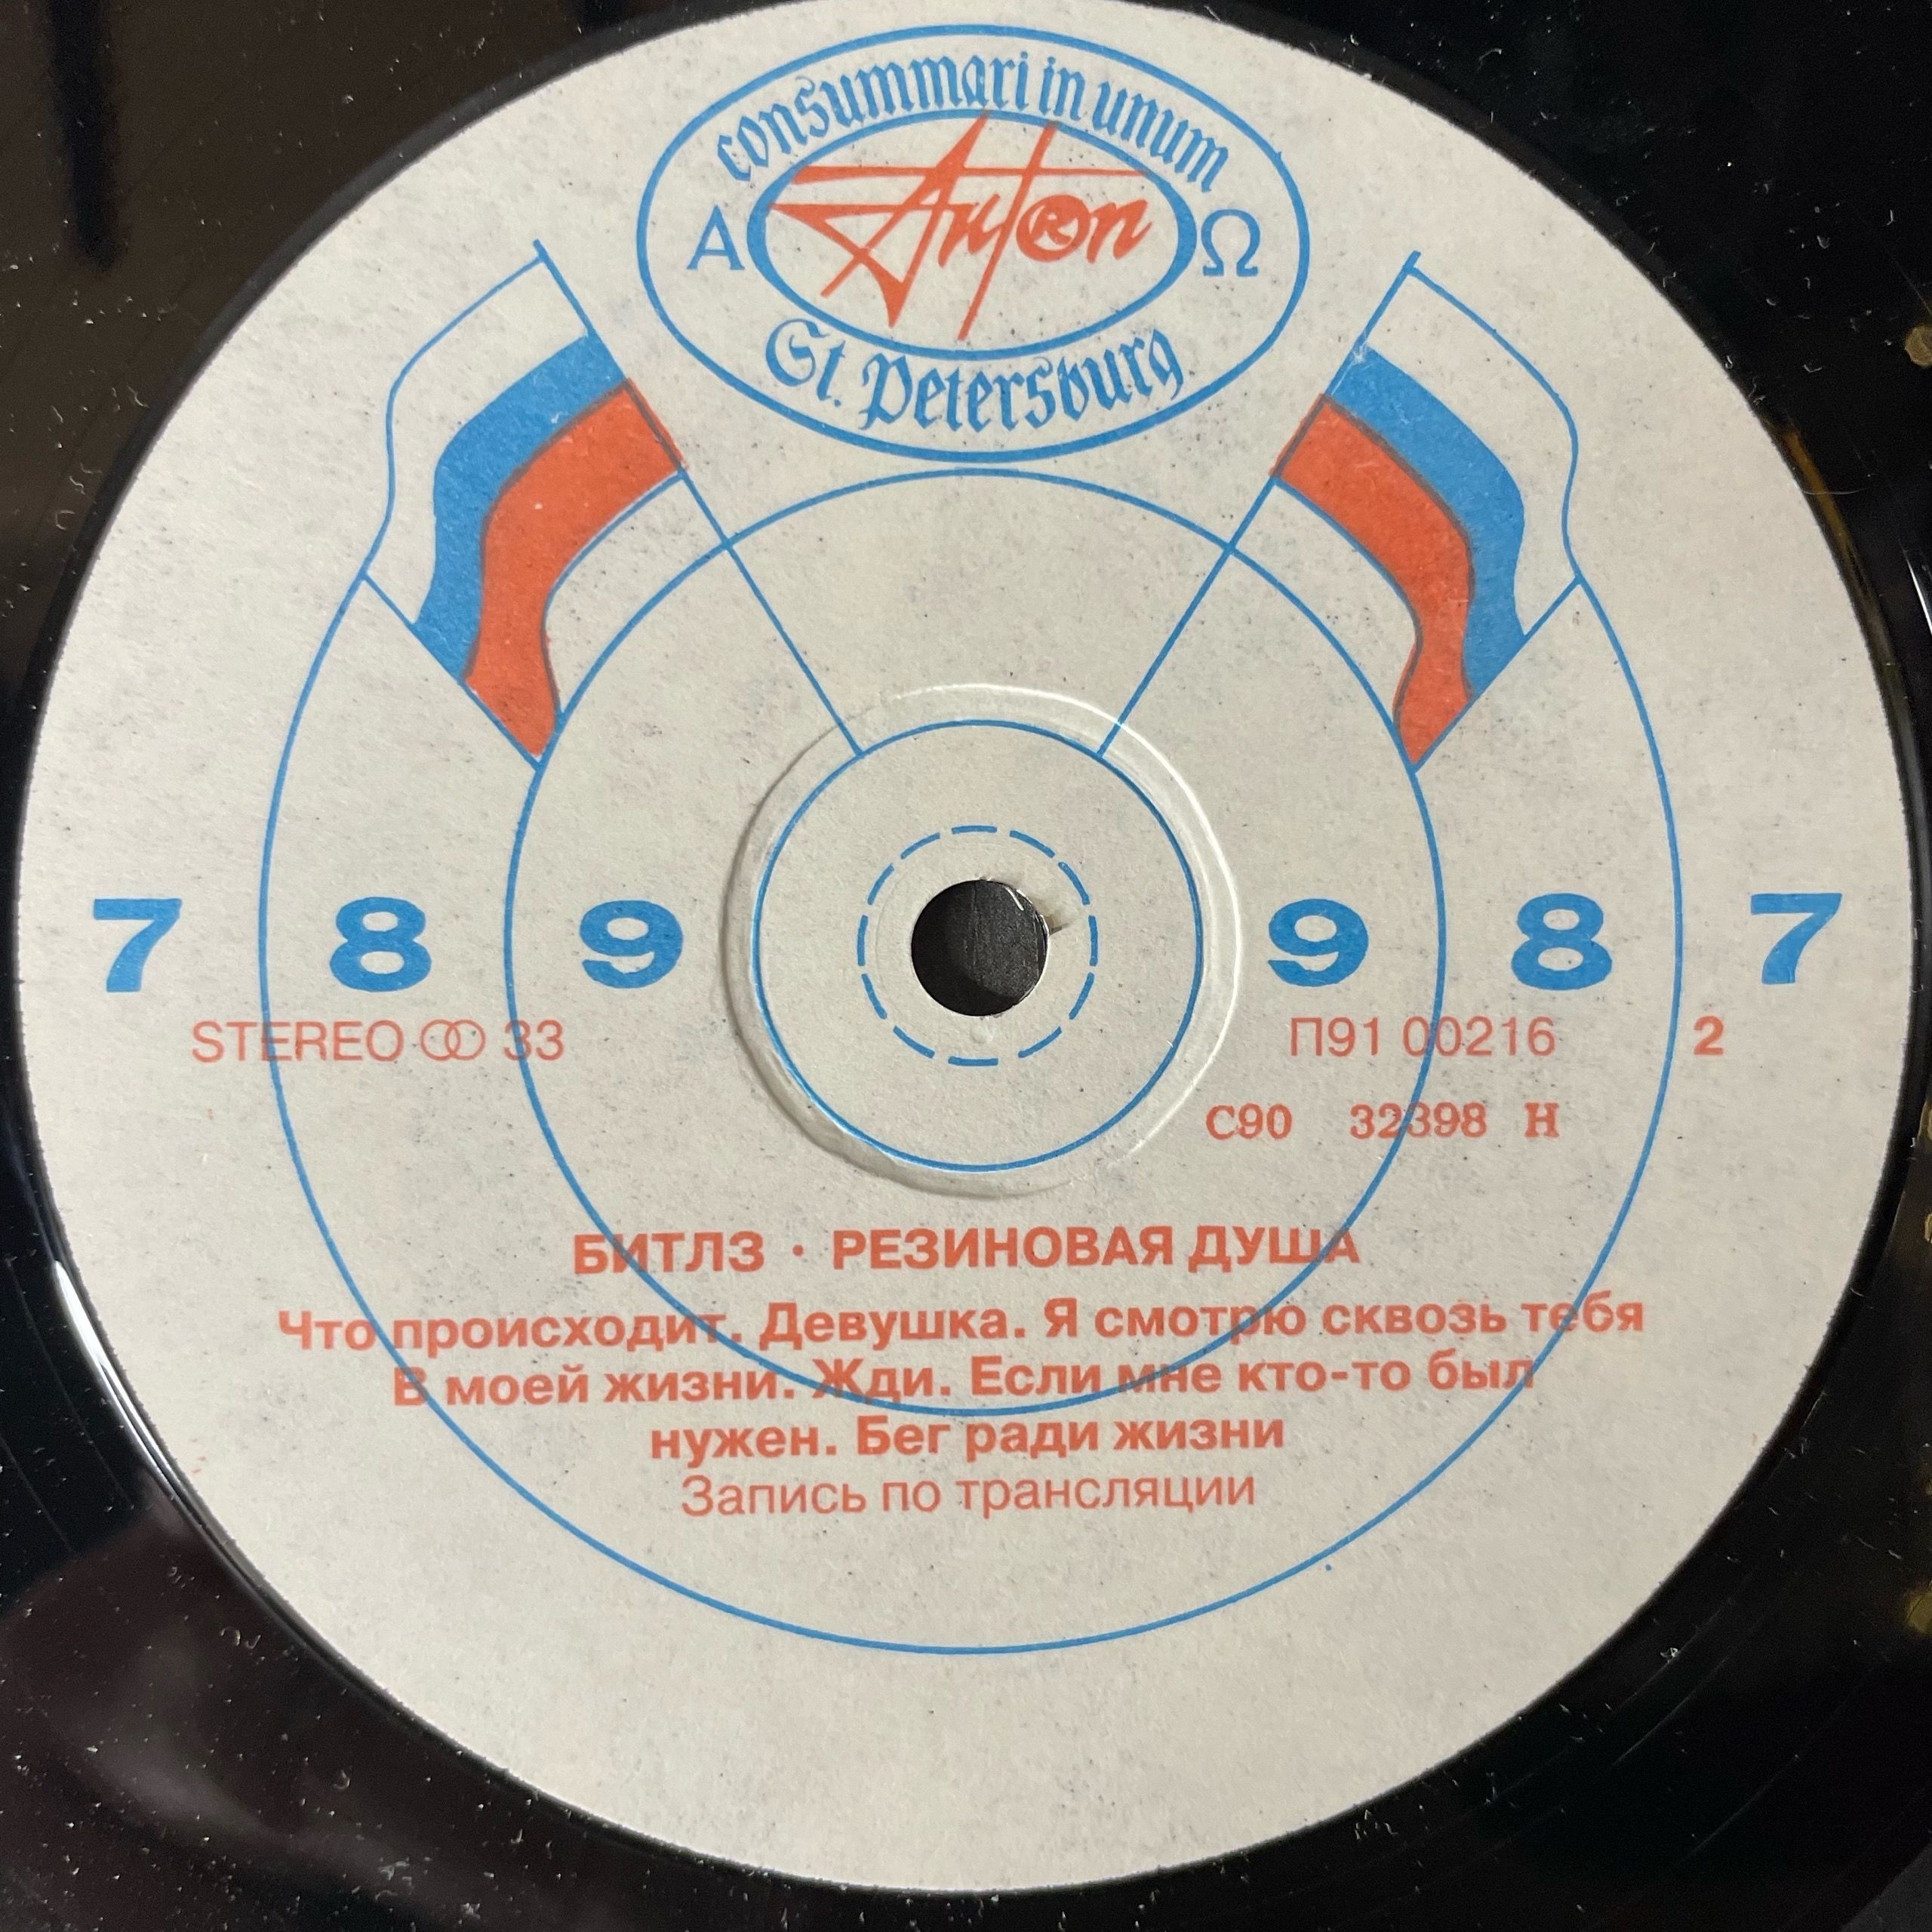 consummari in unum
Α Anton Ω
®
St. Petersburg
7 8 9 9 8 7
STEREO 33 П91 00216 2
С90 32398 Н
БИТЛЗ · РЕЗИНОВАЯ ДУША
Что происходит. Девушка. Я смотрю сквозь тебя
В моей жизни. Жди. Если мне кто-то был
нужен. Бег ради жизни
Запись по трансляции